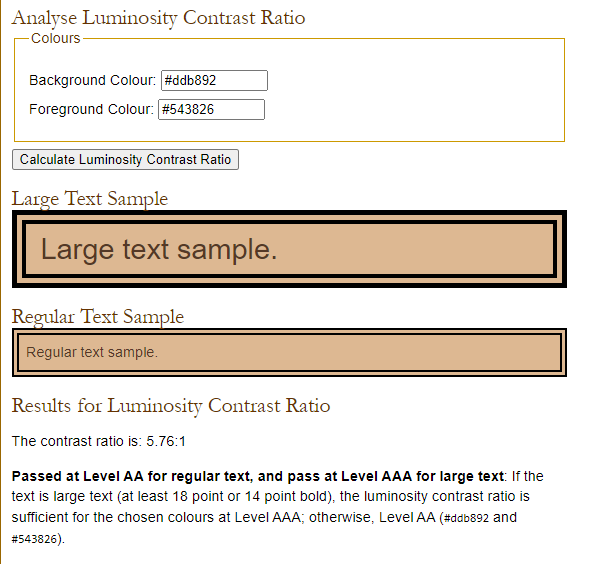 Analyse Luminosity Contrast Ratio
Colours
Background Colour: #ddb892
Foreground Colour: #543826
Calculate Luminosity Contrast Ratio
Large Text Sample
Large text sample.
Regular Text Sample
Regular text sample.
Results for Luminosity Contrast Ratio
The contrast ratio is: 5.76:1
Passed at Level AA for regular text, and pass at Level AAA for large text: If the
text is large text (at least 18 point or 14 point bold), the luminosity contrast ratio is
sufficient for the chosen colours at Level AAA; otherwise, Level AA (#ddb892 and
#543826).